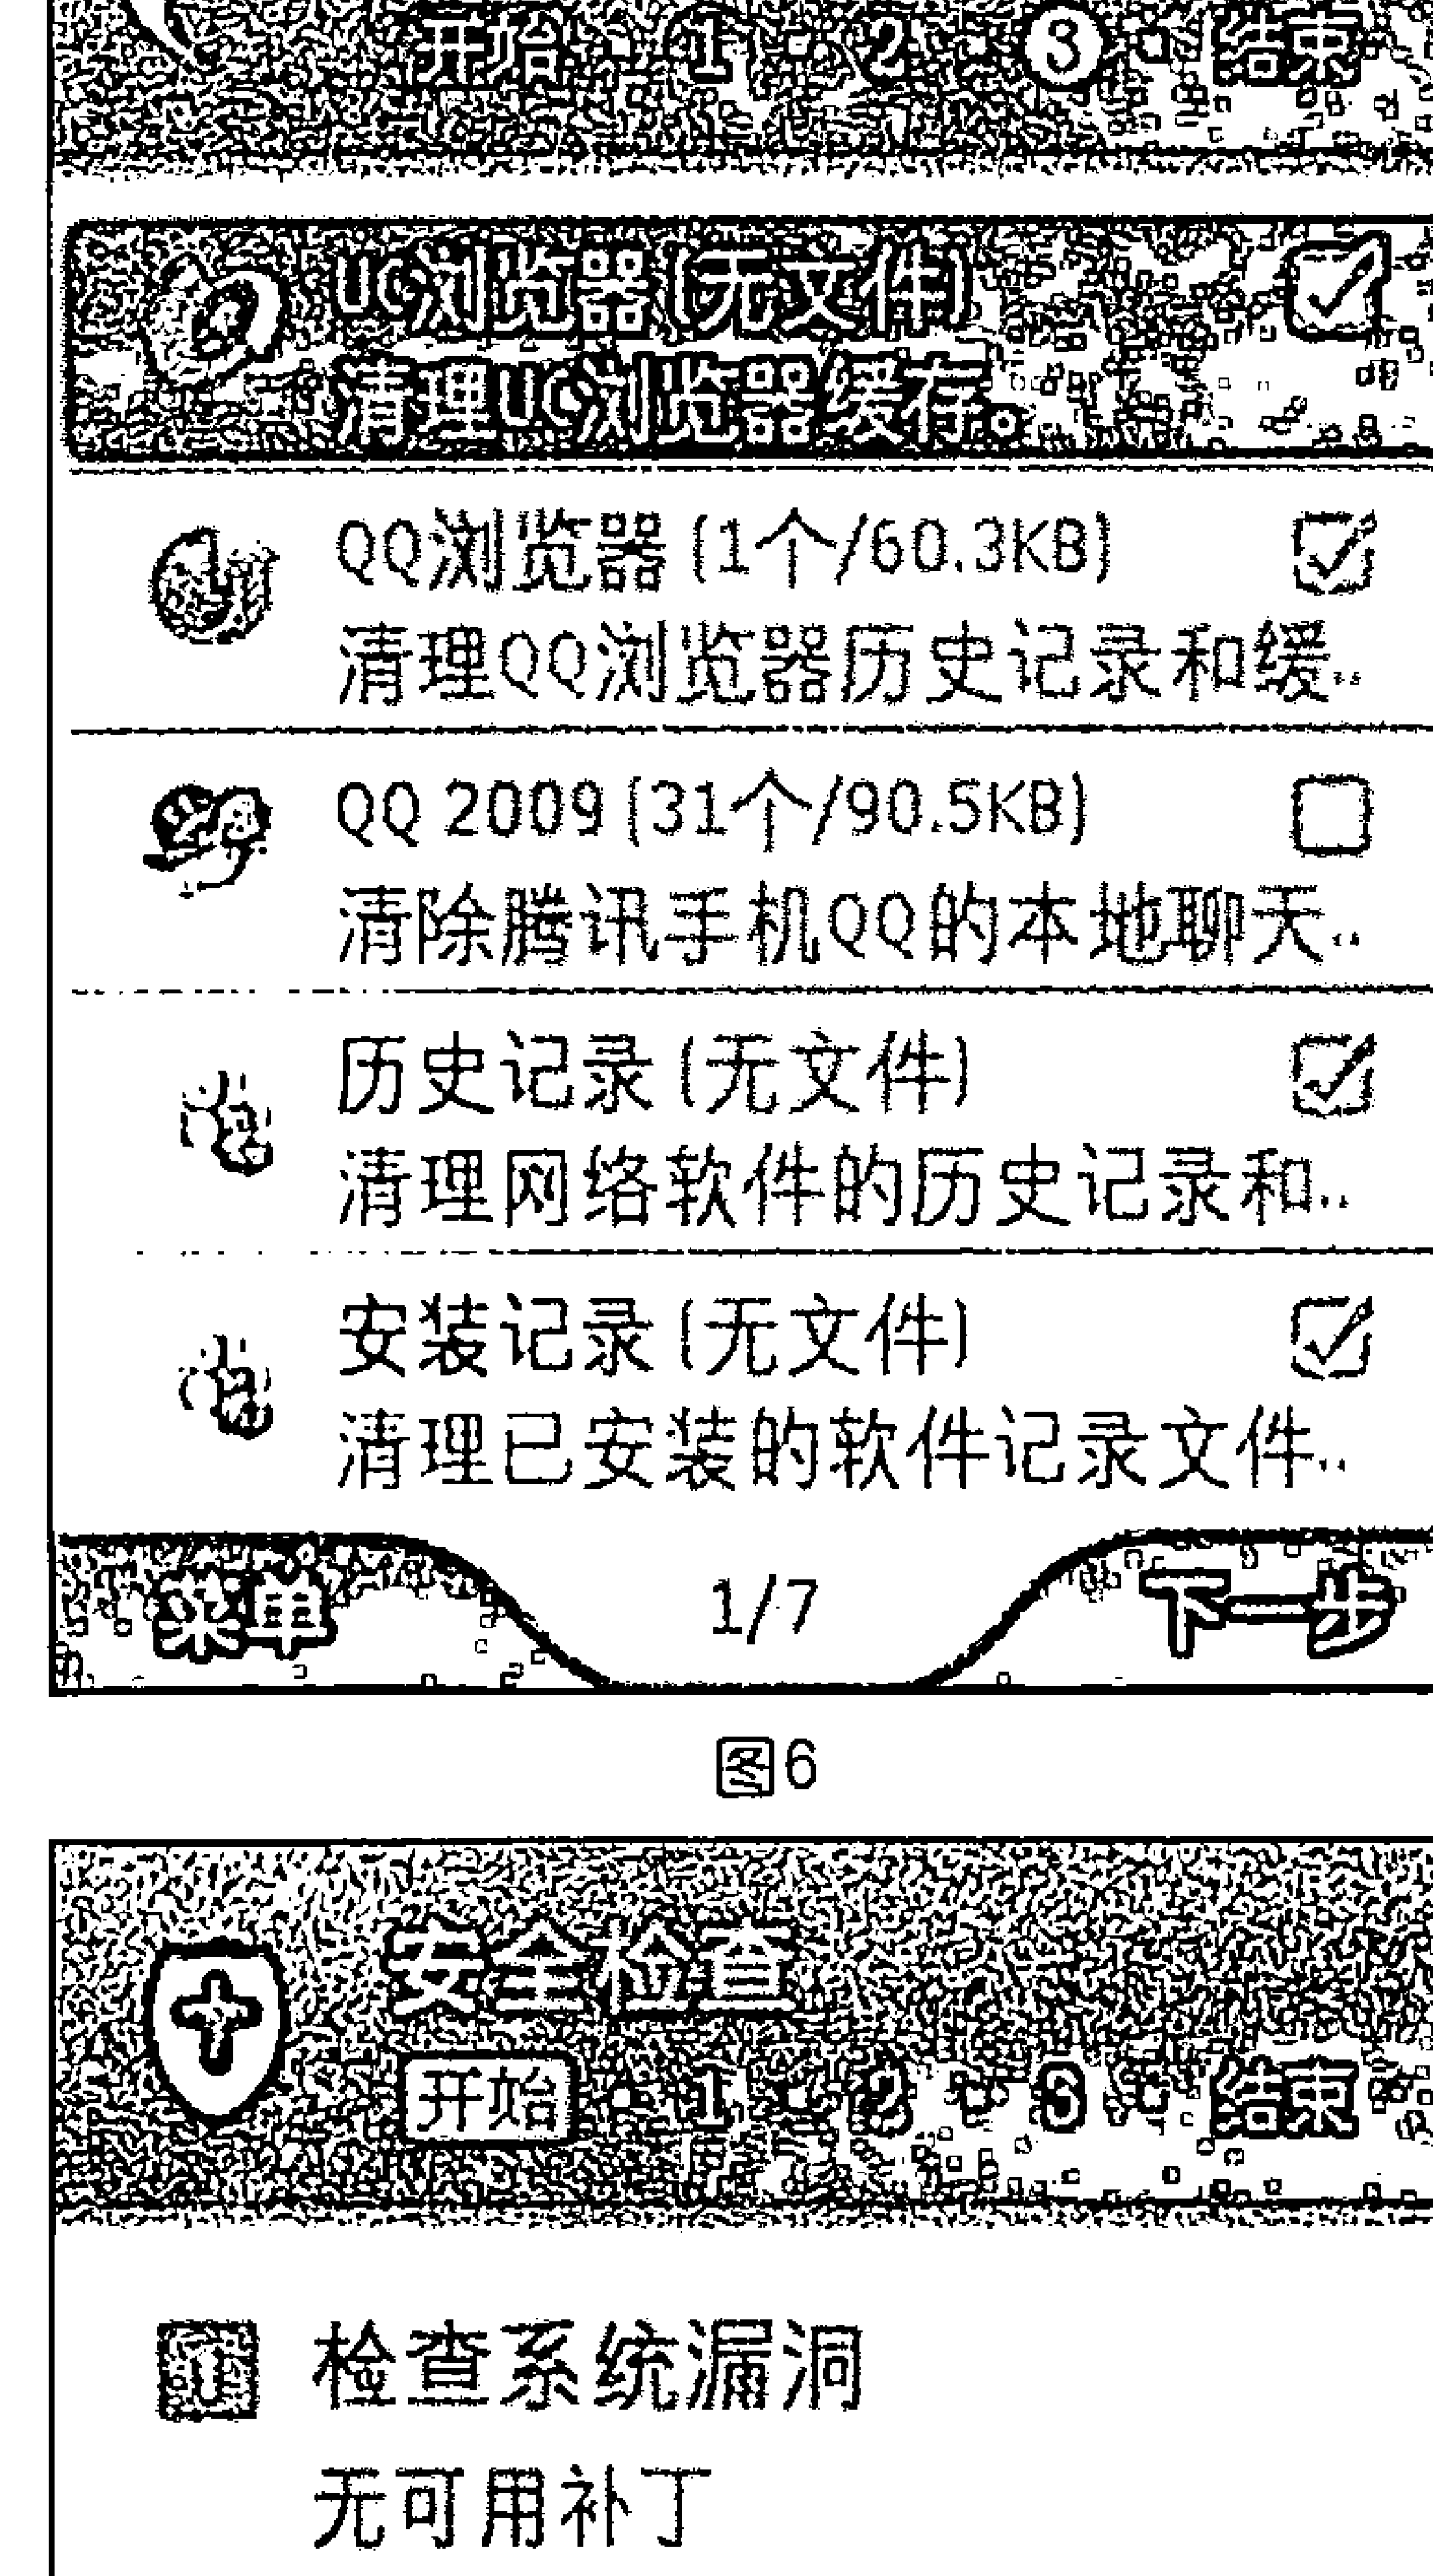 开始 1 2 3 结束
UC浏览器(无文件)
清理UC浏览器缓存。
QQ浏览器(1个/60.3KB)
清理QQ浏览器历史记录和缓..
QQ 2009(31个/90.5KB)
清除腾讯手机QQ的本地聊天..
历史记录(无文件)
清理网络软件的历史记录和..
安装记录(无文件)
清理已安装的软件记录文件..
菜单 1/7 下一步
图6
安全检查
开始 1 2 3 结束
检查系统漏洞
无可用补丁